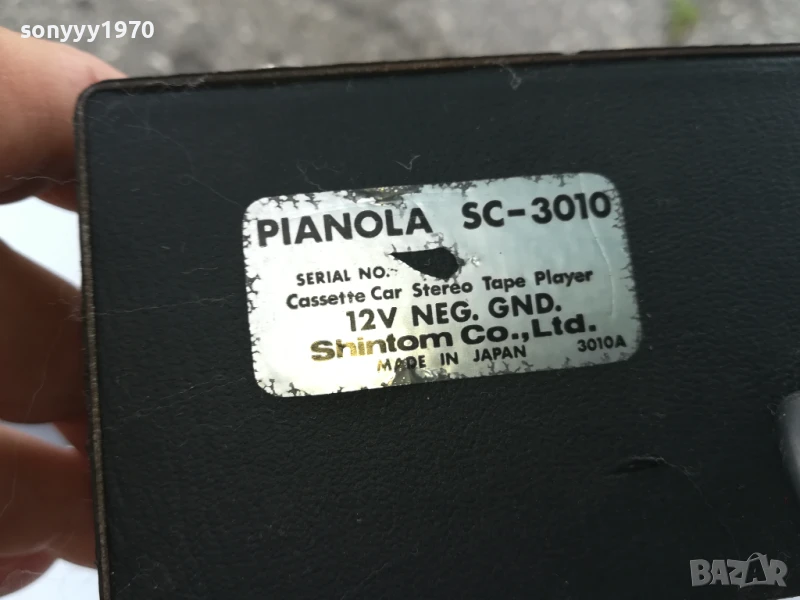 sonyyy1970
PIANOLA SC-3010
SERIAL NO.
Cassette Car Stereo Tape Player
12V NEG. GND.
Shintom Co.,Ltd.
MADE IN JAPAN 3010A
BAZAR